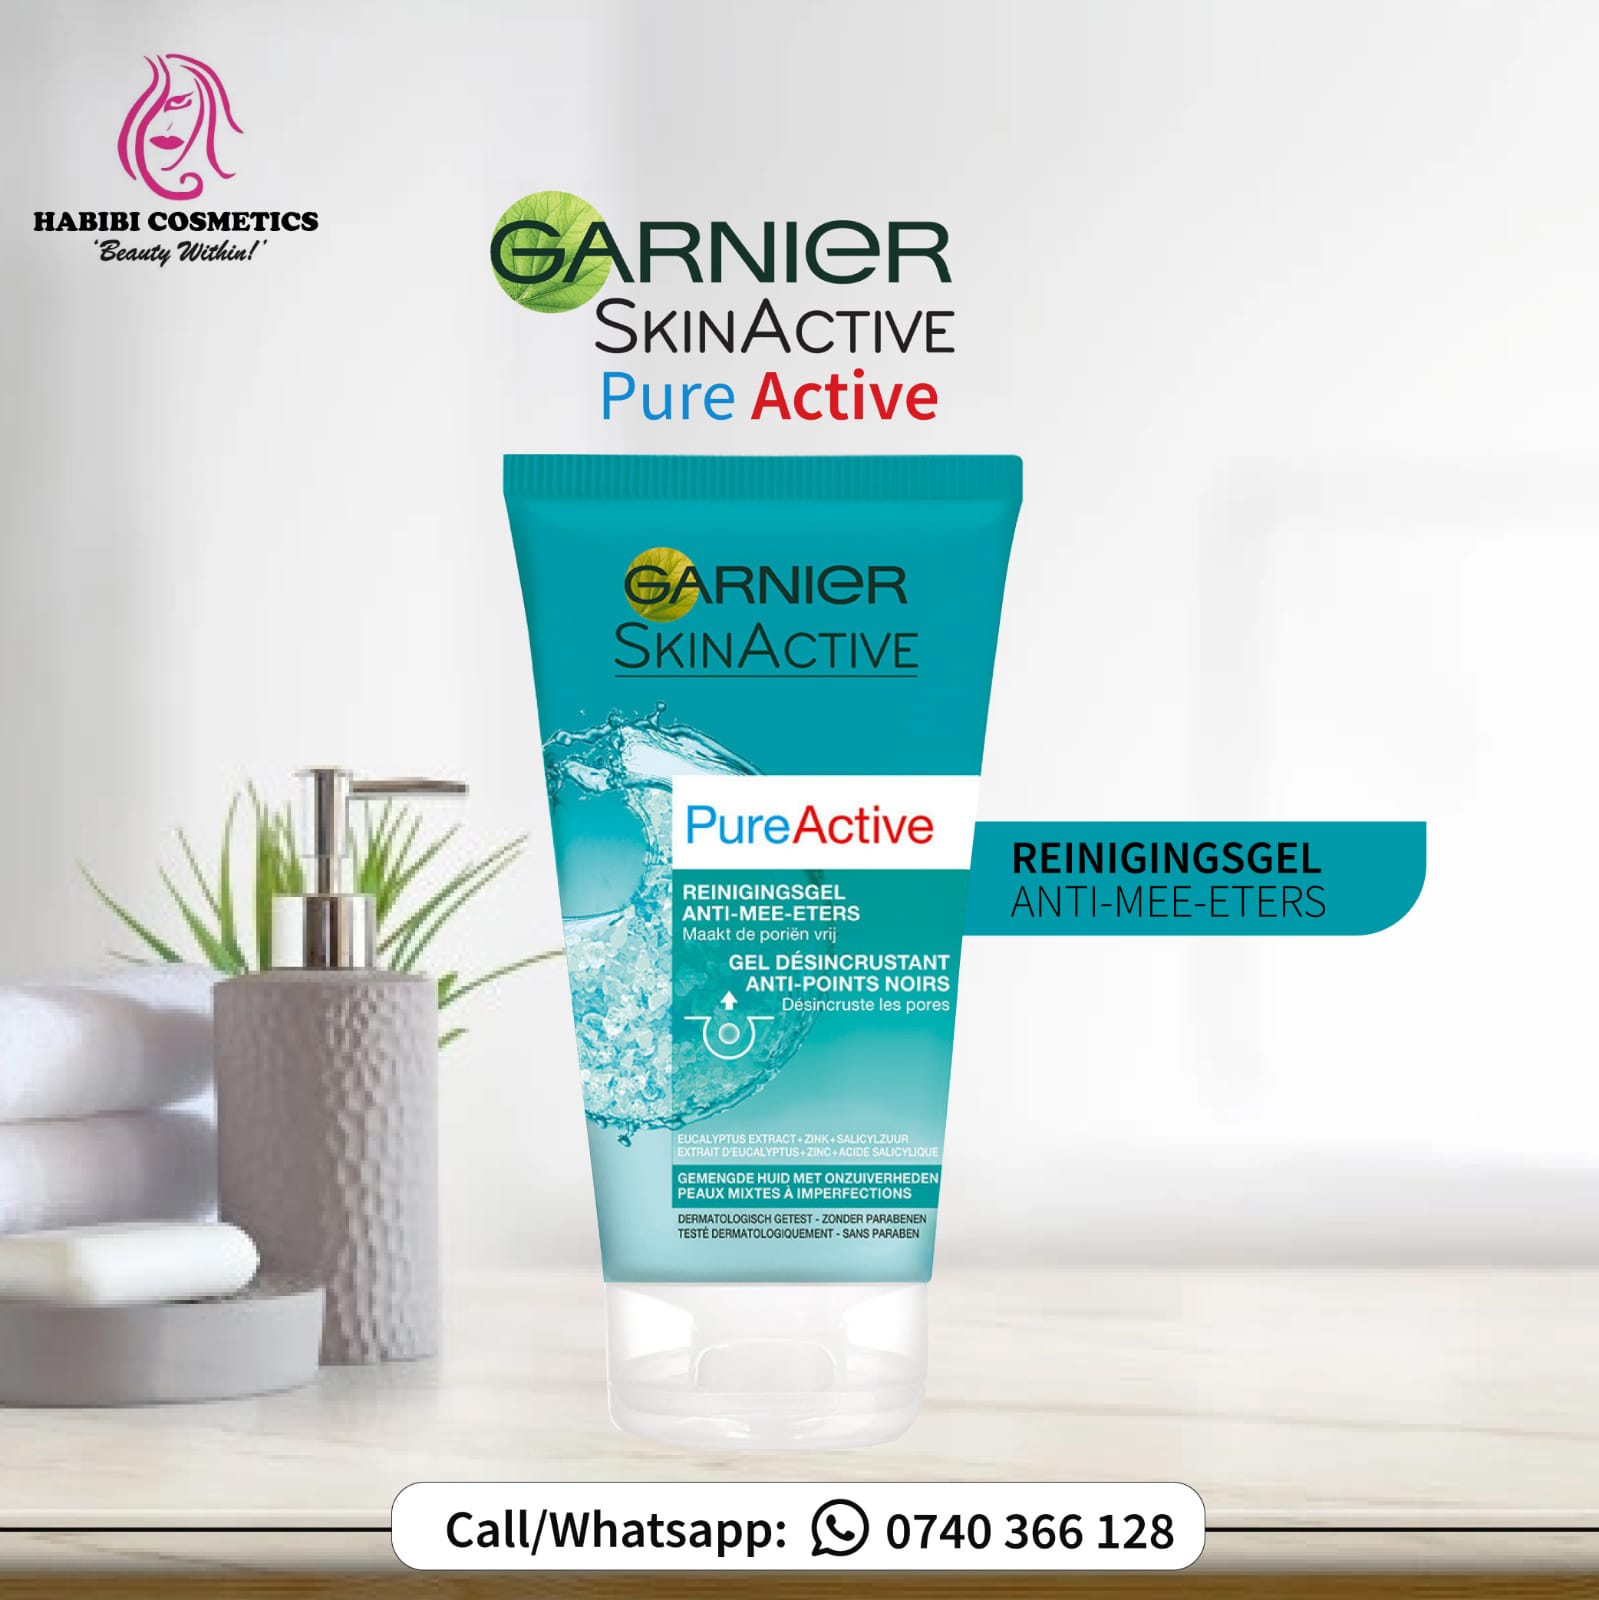 HABIBI COSMETICS
'Beauty Within!'
GARNIER
SKINACTIVE
Pure Active
GARNIER
SKINACTIVE
PureActive
REINIGINGSGEL
ANTI-MEE-ETERS
Maakt de poriën vrij
GEL DÉSINCRUSTANT
ANTI-POINTS NOIRS
Désincruste les pores
EUCALYPTUS EXTRACT+ZINK+SALICYLZUUR
EXTRAIT D'EUCALYPTUS+ZINC+ACIDE SALICYLIQUE
GEMENGDE HUID MET ONZUIVERHEDEN
PEAUX MIXTES À IMPERFECTIONS
DERMATOLOGISCH GETEST - ZONDER PARABENEN
TESTÉ DERMATOLOGIQUEMENT - SANS PARABEN
REINIGINGSGEL
ANTI-MEE-ETERS
Call/Whatsapp: 0740 366 128